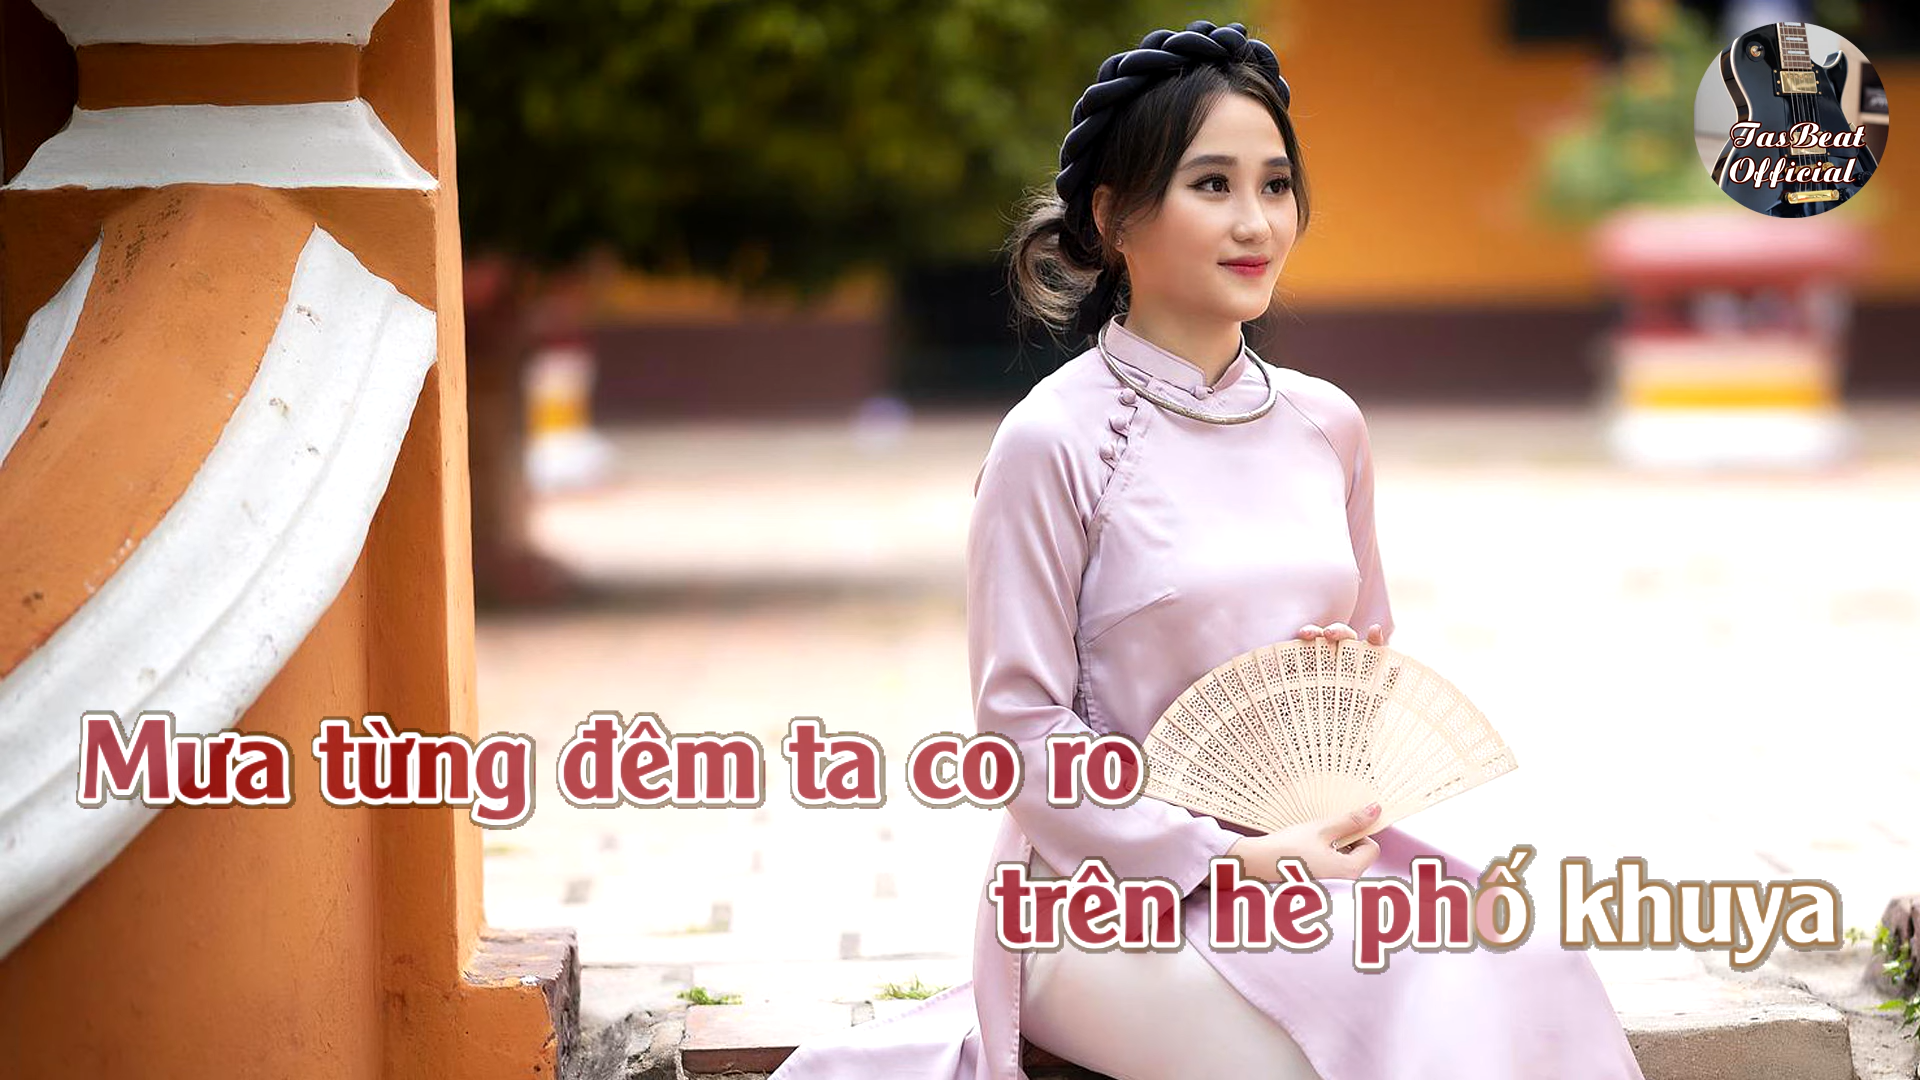 TasBeat
Official
Mưa từng đêm ta co ro
trên hè phố khuya